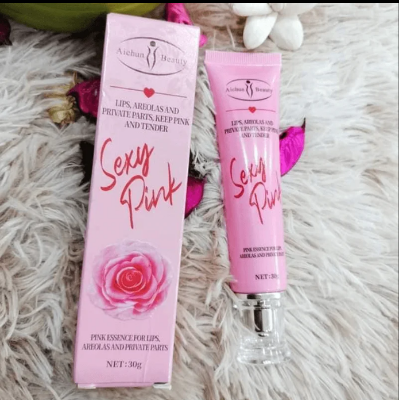 Aichun Beauty
LIPS, AREOLAS AND
PRIVATE PARTS, KEEP PINK
AND TENDER
Sexy
Pink
PINK ESSENCE FOR LIPS,
AREOLAS AND PRIVATE PARTS
NET:30g
Aichun Beauty
LIPS, AREOLAS AND
PRIVATE PARTS, KEEP PINK
AND TENDER
Sexy
Pink
PINK ESSENCE FOR LIPS,
AREOLAS AND PRIVATE
NET:30g